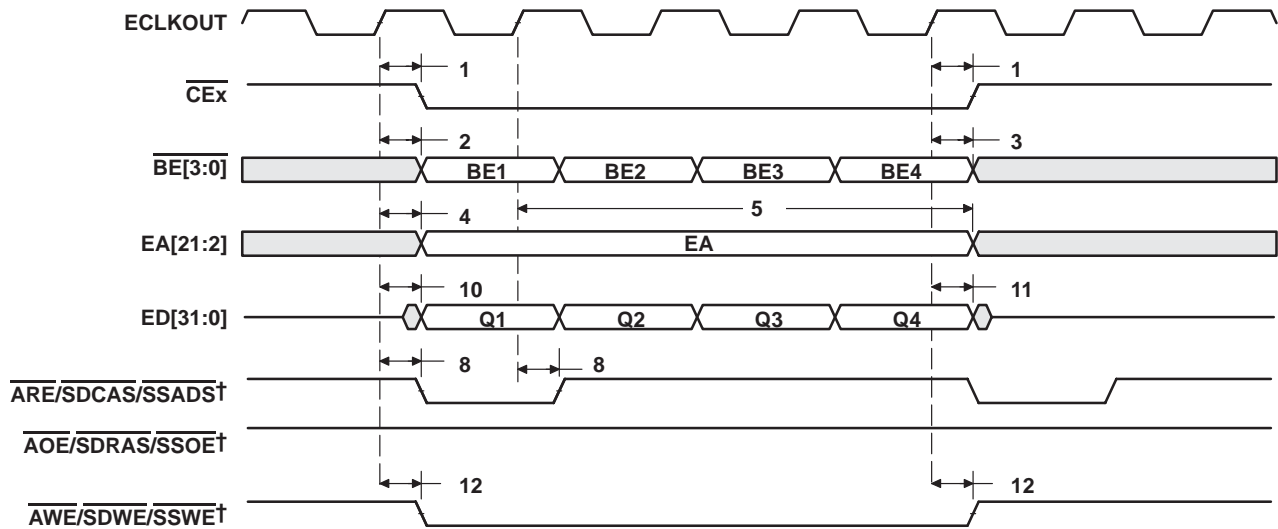 ECLKOUT
1 1
CEx
2 3
BE[3:0] BE1 BE2 BE3 BE4
4 5
EA[21:2] EA
10 11
ED[31:0] Q1 Q2 Q3 Q4
8 8
ARE/SDCAS/SSADS†
AOE/SDRAS/SSOE†
12 12
AWE/SDWE/SSWE†